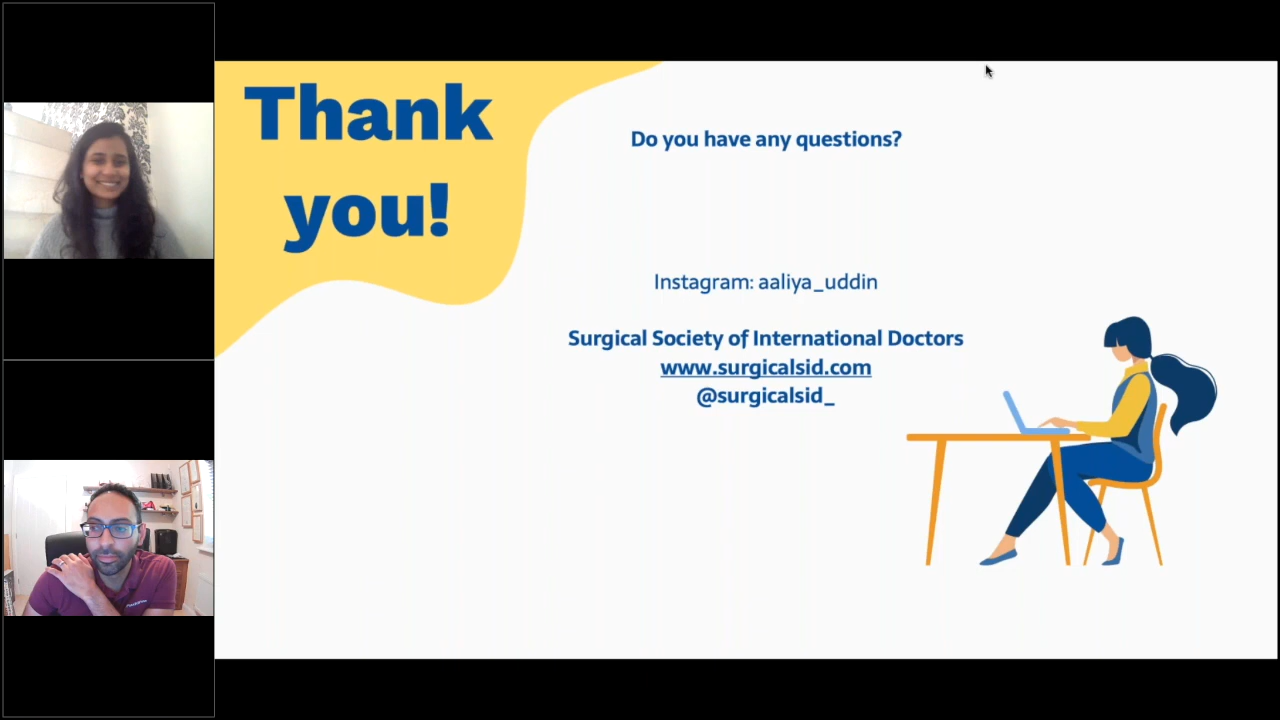 Thank
you!
Do you have any questions?
Instagram: aaliya_uddin
Surgical Society of International Doctors
www.surgicalsid.com
@surgicalsid_